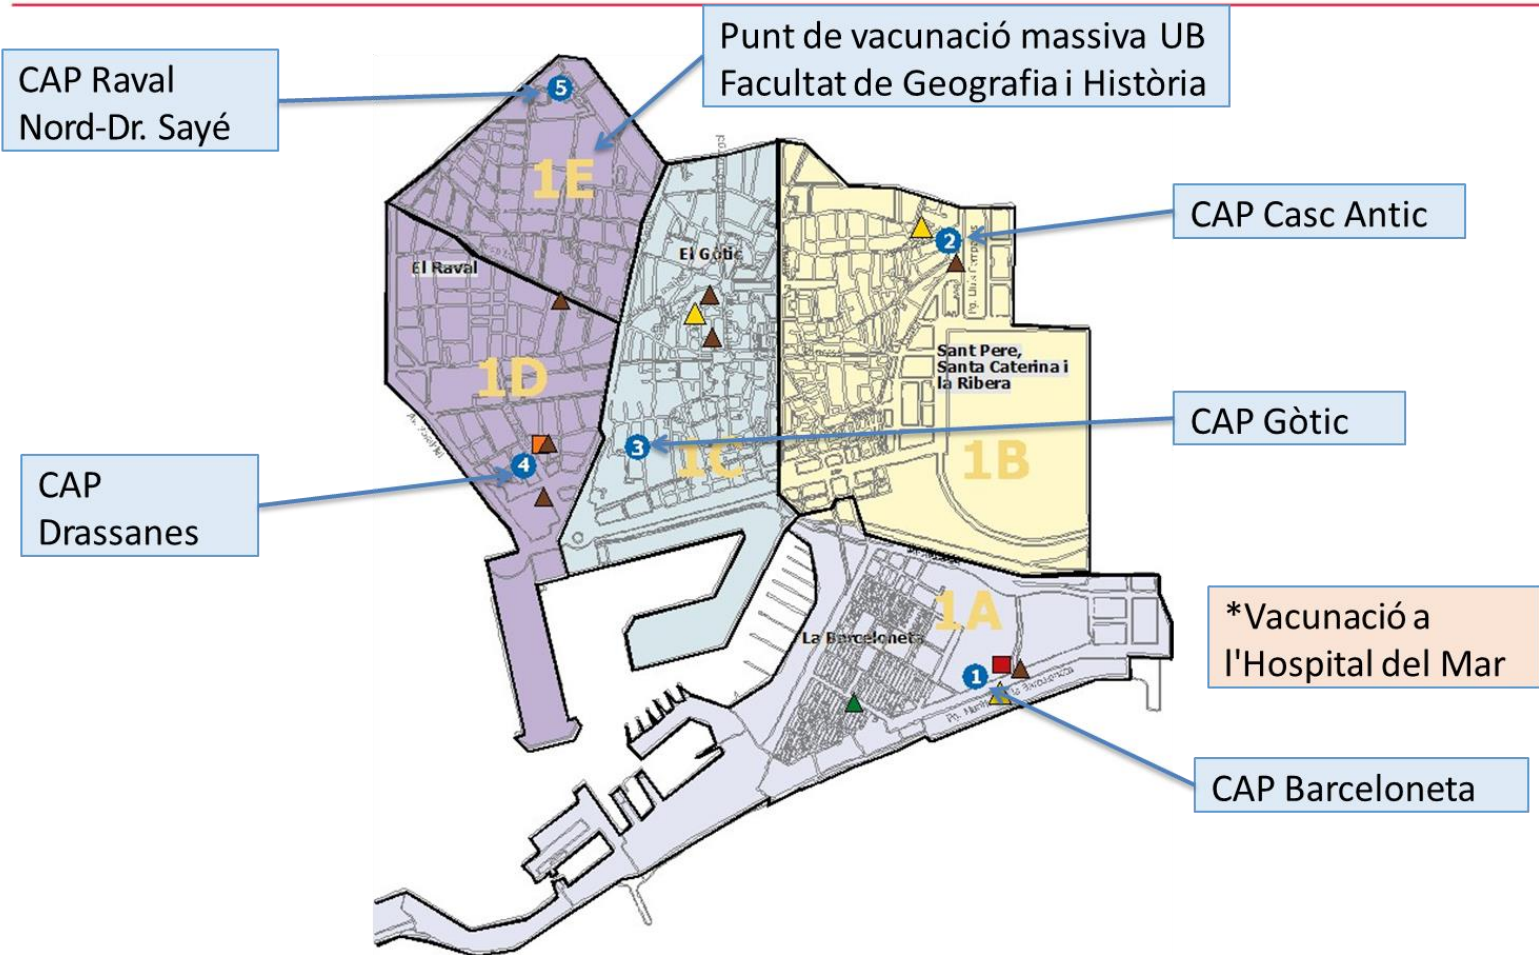 Punt de vacunació massiva UB
Facultat de Geografia i Història
CAP Raval
Nord-Dr. Sayé
5
1E
CAP Casc Antic
2
El Gòtic
El Raval
Sant Pere,
Santa Caterina i
la Ribera
1D
CAP Gòtic
3
1C
1B
4
CAP
Drassanes
1A
La Barceloneta
*Vacunació a
l'Hospital del Mar
1
CAP Barceloneta